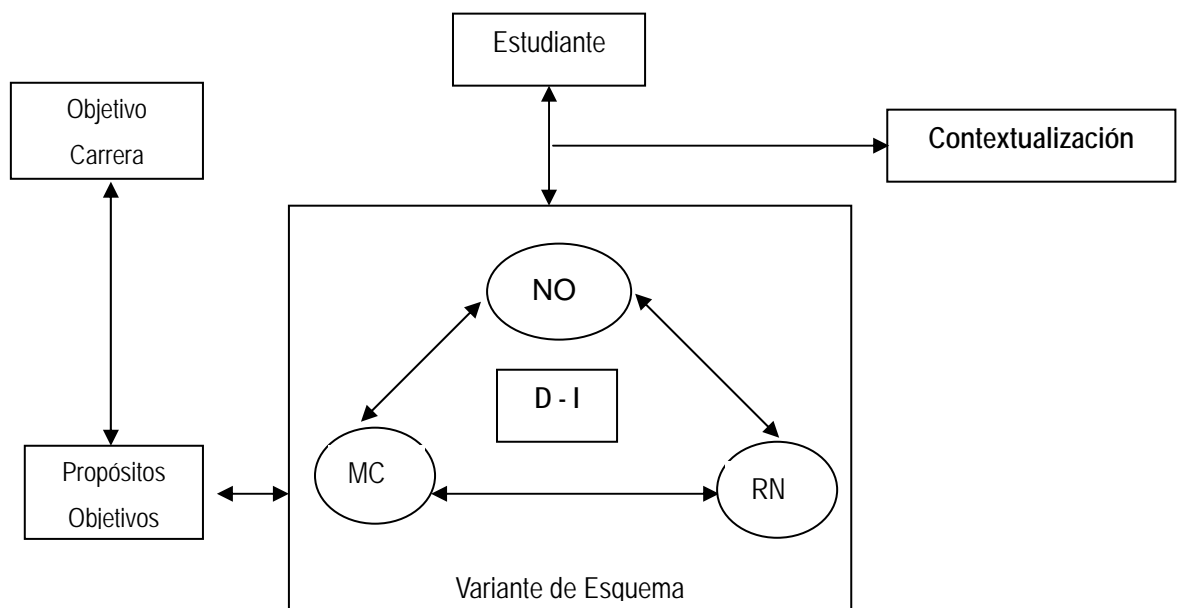 Estudiante
Objetivo
Carrera
Contextualización
NO
D - I
Propósitos
Objetivos
MC
RN
Variante de Esquema